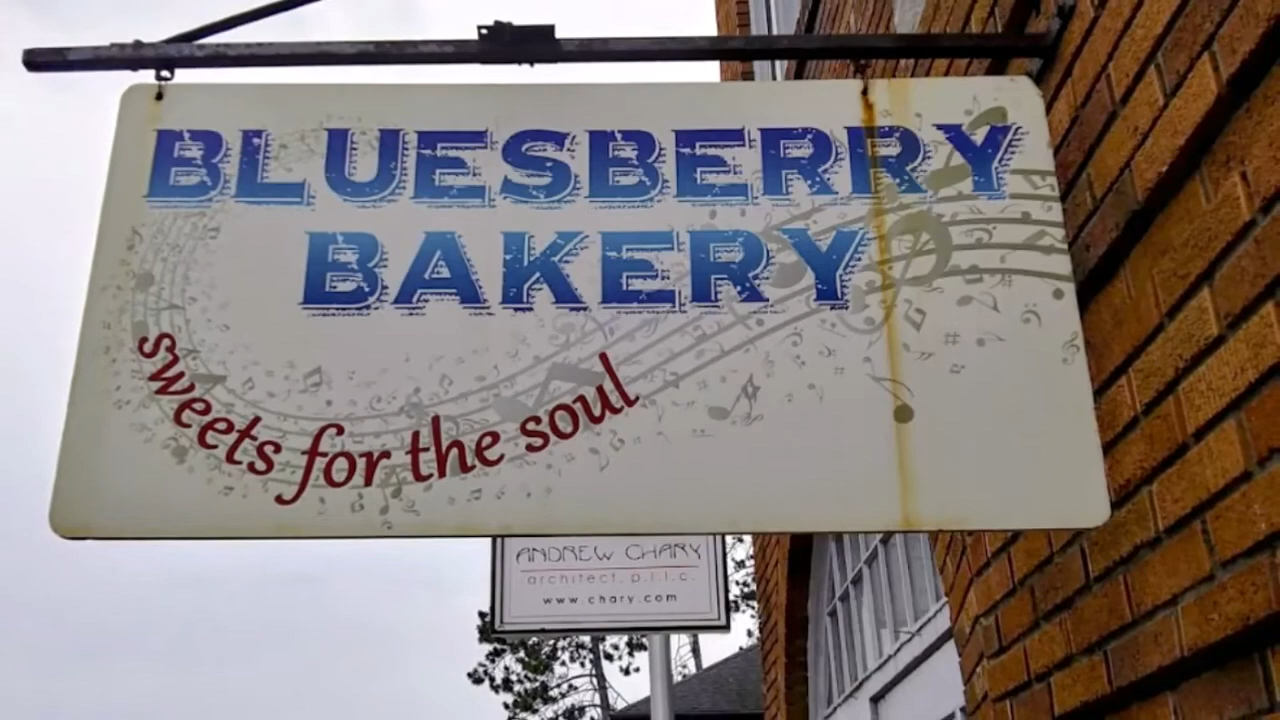 BLUESBERRY
BAKERY
sweets for the soul
ANDREW CHARY
architect, p.l.l.c.
www.chary.com